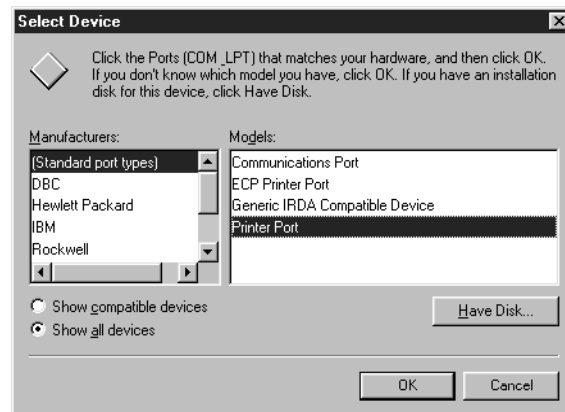 Select Device
Click the Ports (COM_LPT) that matches your hardware, and then click OK.
If you don't know which model you have, click OK. If you have an installation
disk for this device, click Have Disk.
Manufacturers:
(Standard port types)
DBC
Hewlett Packard
IBM
Rockwell
Models:
Communications Port
ECP Printer Port
Generic IRDA Compatible Device
Printer Port
Show compatible devices
Show all devices
Have Disk...
OK
Cancel